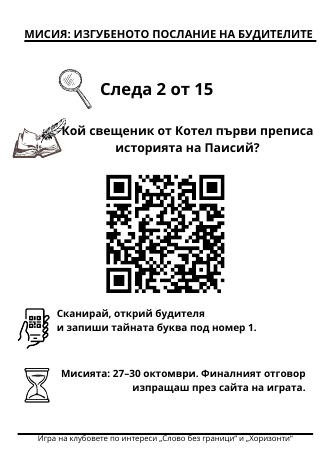 МИСИЯ: ИЗГУБЕНОТО ПОСЛАНИЕ НА БУДИТЕЛИТЕ
Следа 2 от 15
Кой свещеник от Котел първи преписа
историята на Паисий?
Сканирай, открий будителя
и запиши тайната буква под номер 1.
Мисията: 27–30 октомври. Финалният отговор
изпращаш през сайта на играта.
Игра на клубовете по интереси „Слово без граници“ и „Хоризонти“